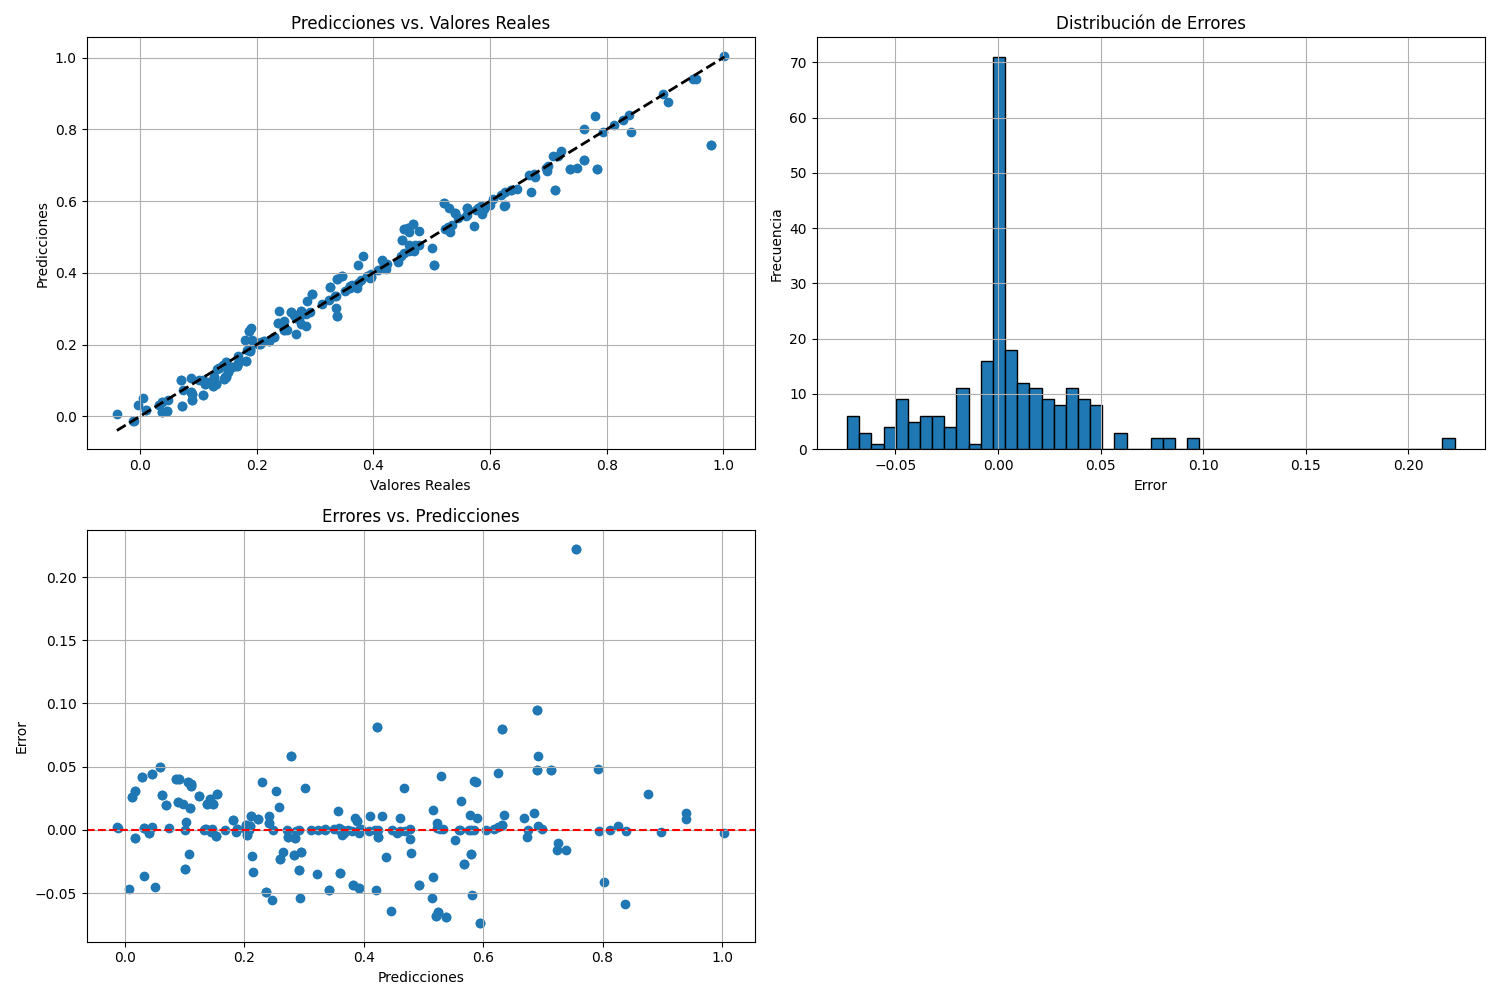 Predicciones vs. Valores Reales
Predicciones
1.0
0.8
0.6
0.4
0.2
0.0
0.0 0.2 0.4 0.6 0.8 1.0
Valores Reales
Distribución de Errores
Frecuencia
70
60
50
40
30
20
10
0
−0.05 0.00 0.05 0.10 0.15 0.20
Error
Errores vs. Predicciones
Error
0.20
0.15
0.10
0.05
0.00
−0.05
0.0 0.2 0.4 0.6 0.8 1.0
Predicciones